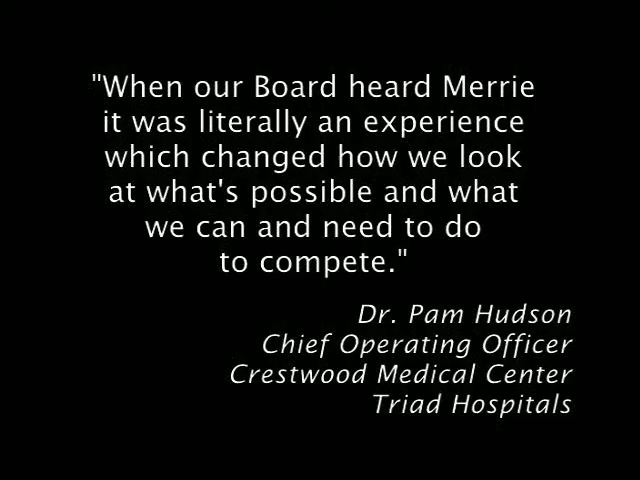 "When our Board heard Merrie
it was literally an experience
which changed how we look
at what's possible and what
we can and need to do
to compete."
Dr. Pam Hudson
Chief Operating Officer
Crestwood Medical Center
Triad Hospitals